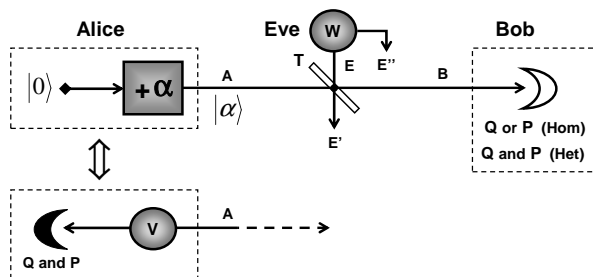 Alice
Eve
Bob
W
T
E
E''
|0⟩
+α
A
|α⟩
B
E'
Q or P (Hom)
Q and P (Het)
V
A
Q and P